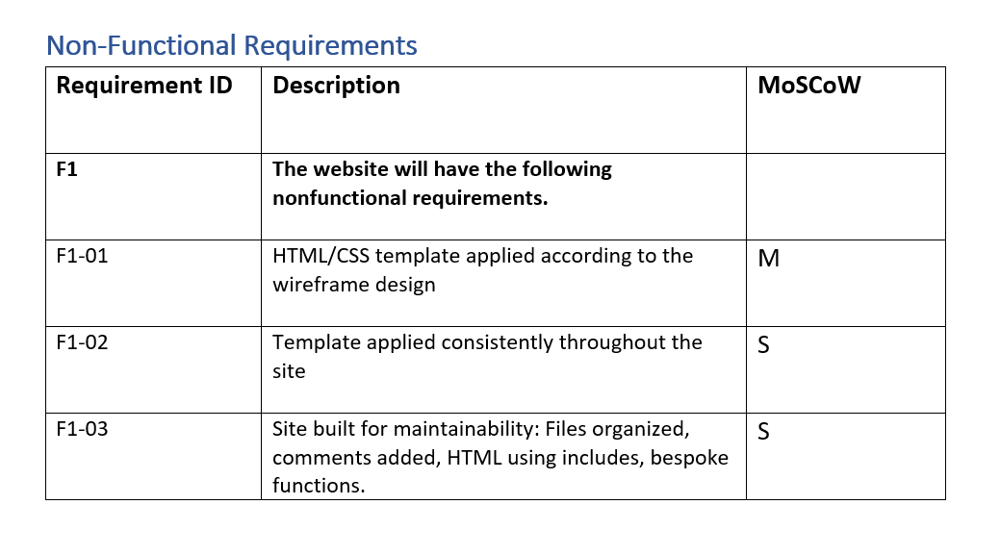 Non-Functional Requirements
Requirement ID Description MoSCoW
F1 The website will have the following
nonfunctional requirements.
F1-01 HTML/CSS template applied according to the M
wireframe design
F1-02 Template applied consistently throughout the S
site
F1-03 Site built for maintainability: Files organized, S
comments added, HTML using includes, bespoke
functions.